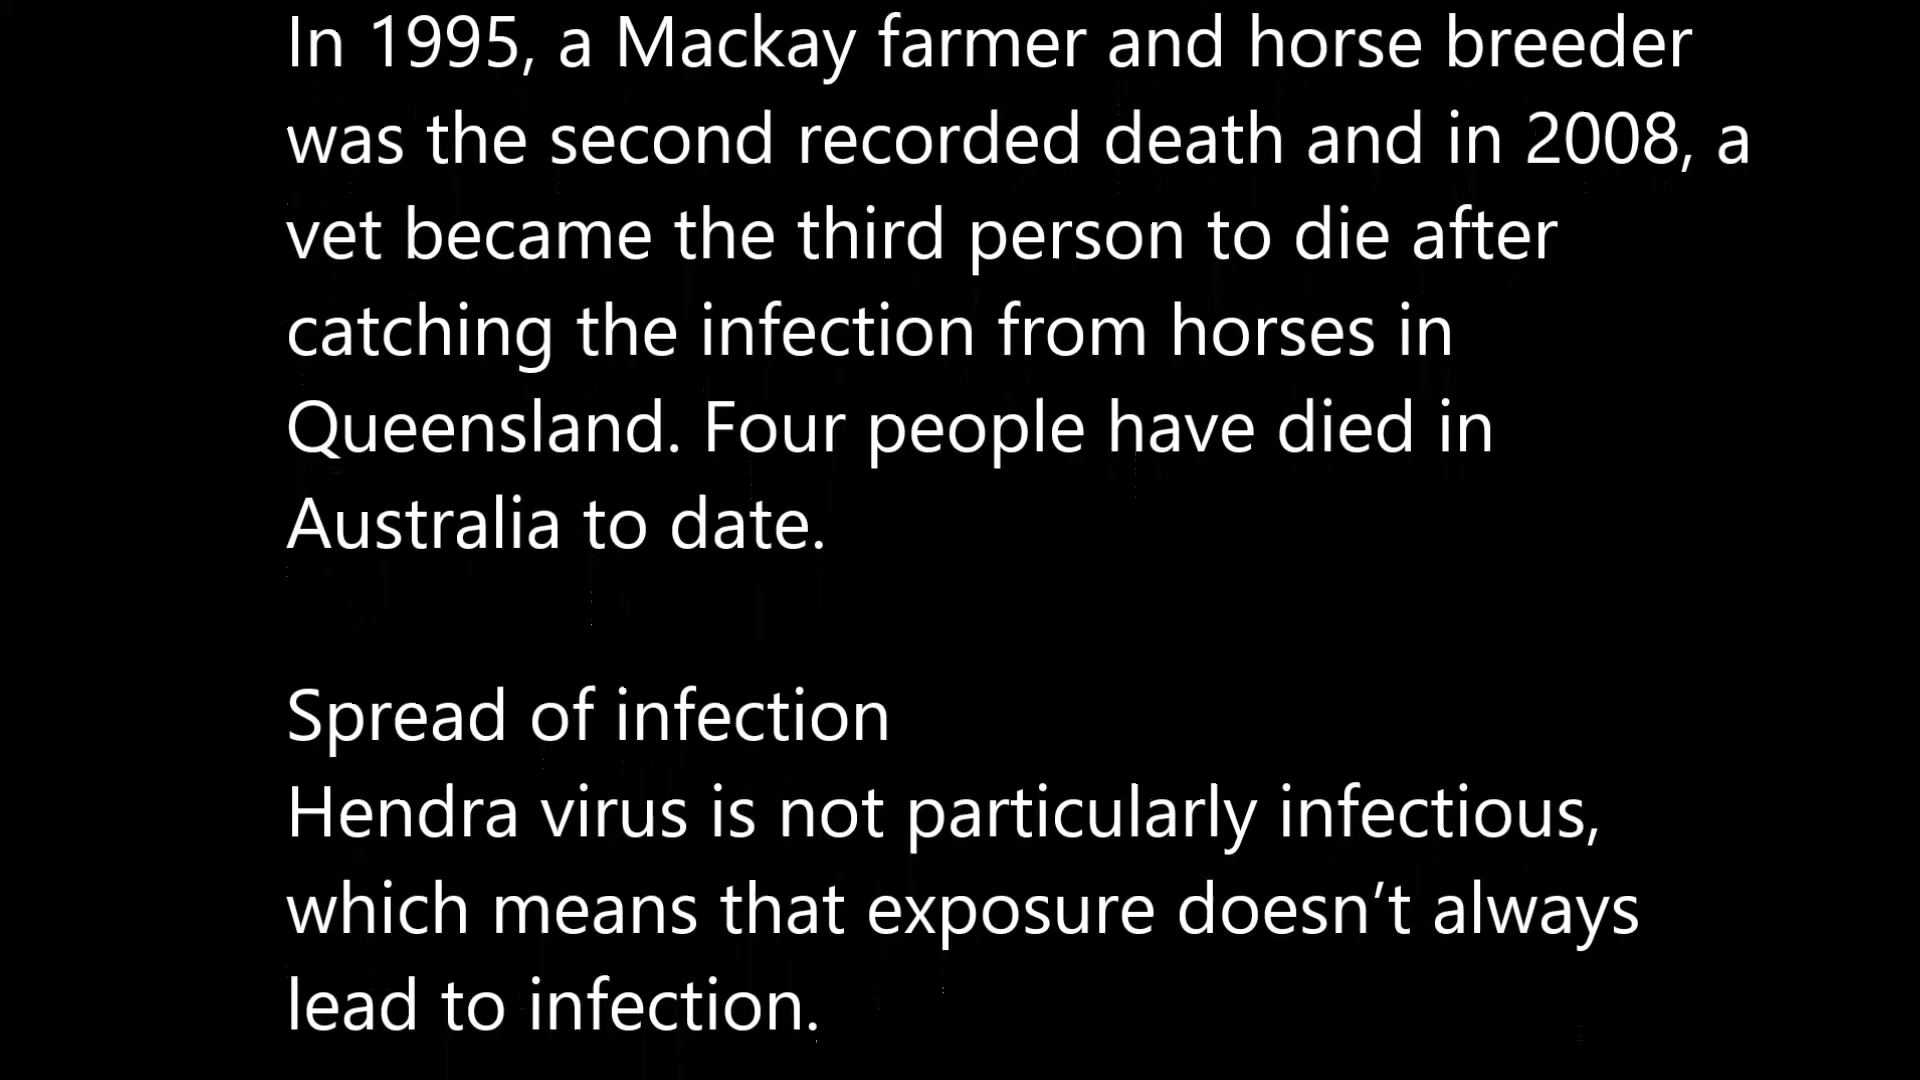 In 1995, a Mackay farmer and horse breeder
was the second recorded death and in 2008, a
vet became the third person to die after
catching the infection from horses in
Queensland. Four people have died in
Australia to date.
Spread of infection
Hendra virus is not particularly infectious,
which means that exposure doesn’t always
lead to infection.